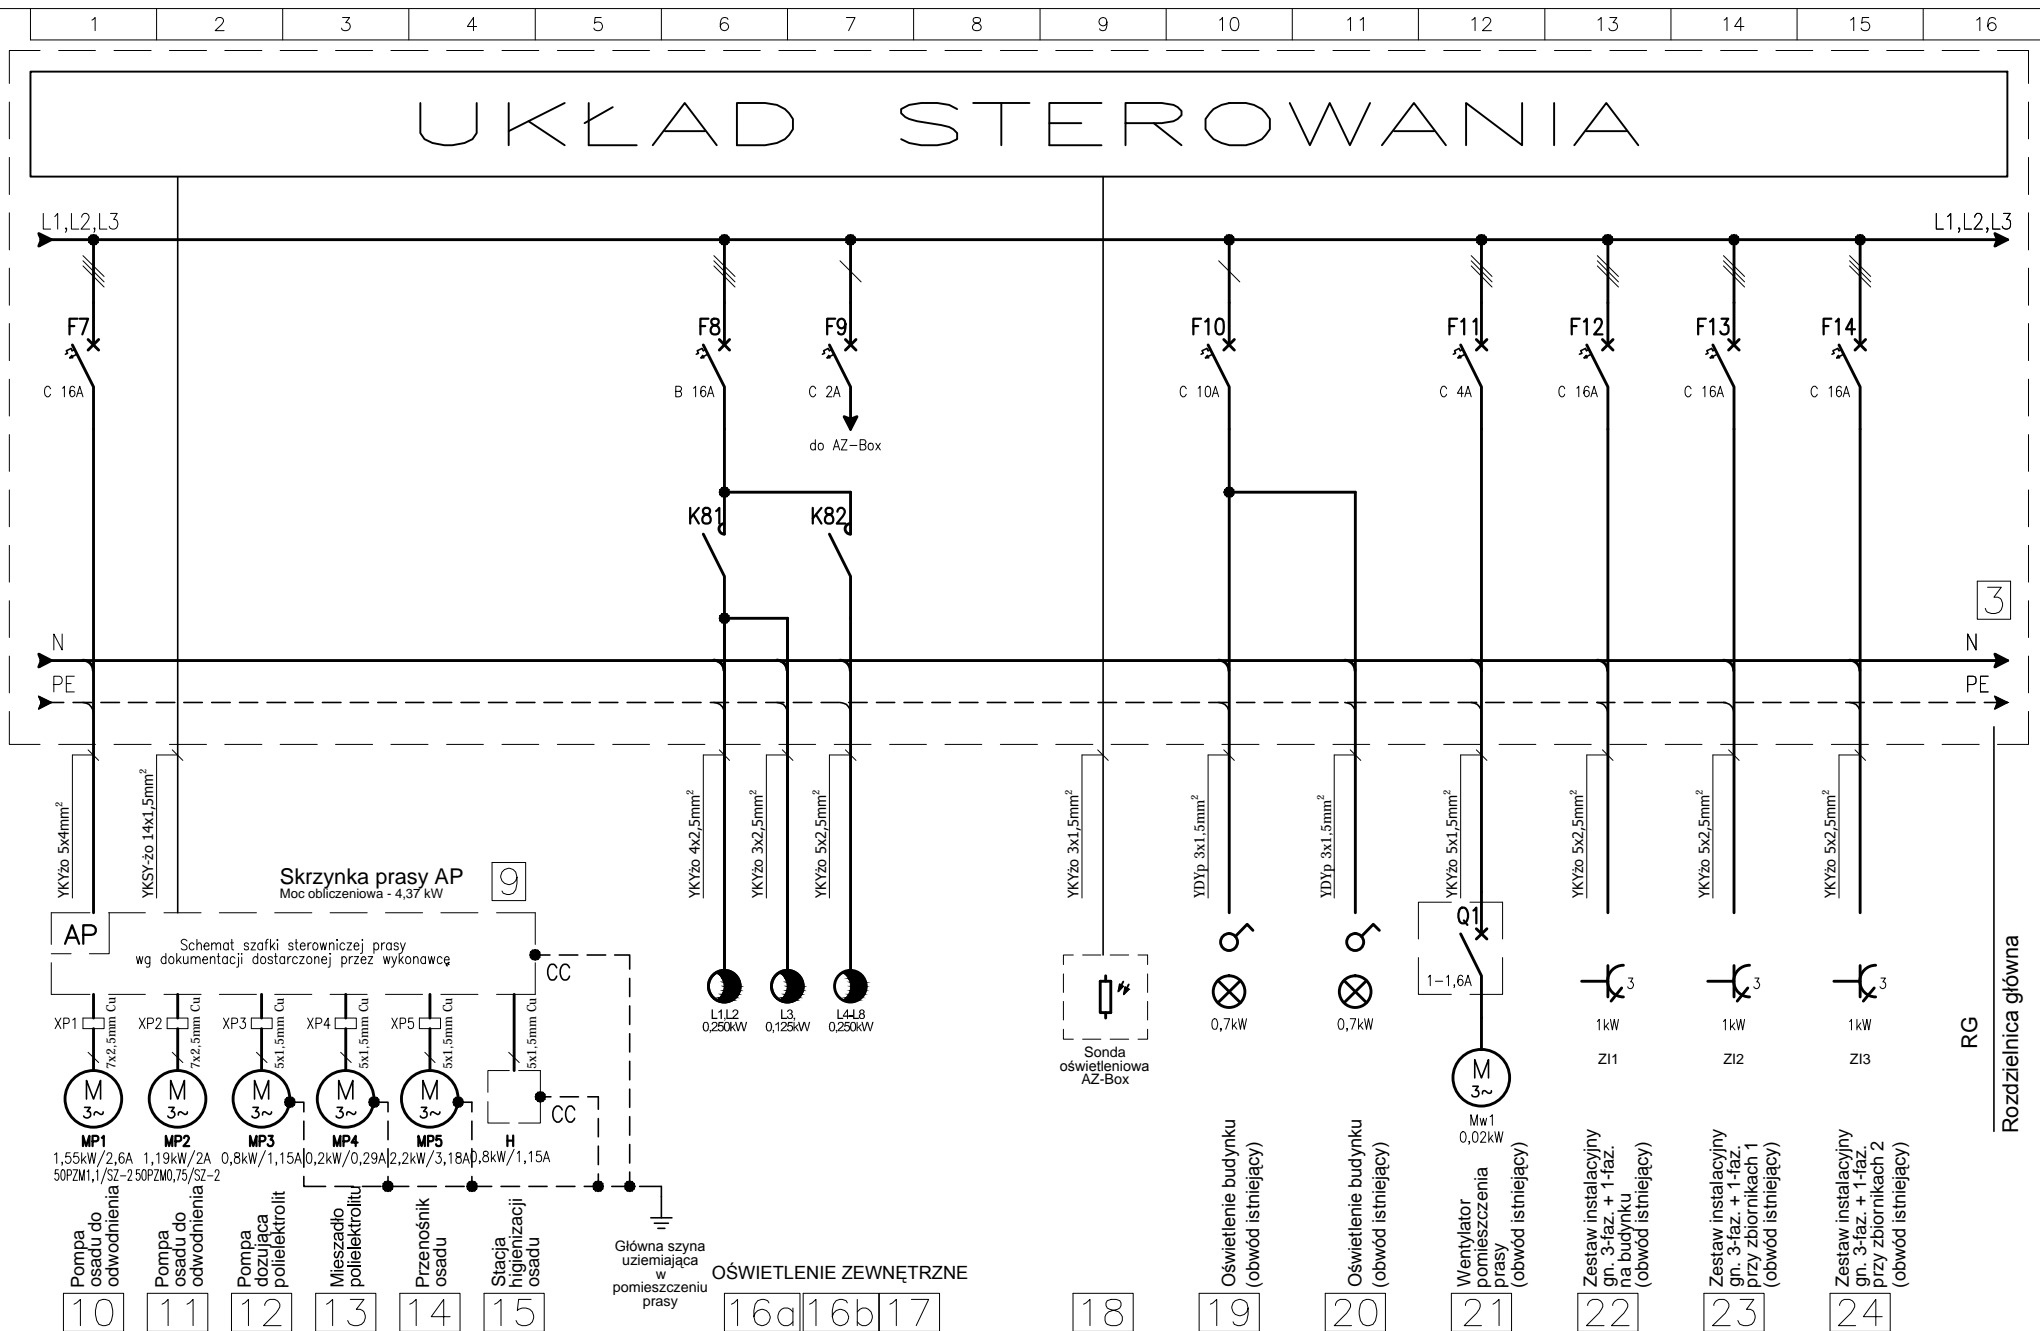 1 2 3 4 5 6 7 8 9 10 11 12 13 14 15 16
UKŁAD STEROWANIA
L1,L2,L3
L1,L2,L3
F7
F8
F9
F10
F11
F12
F13
F14
C 16A
B 16A
C 2A
C 10A
C 4A
C 16A
C 16A
C 16A
do AZ-Box
K81
K82
3
N
N
PE
PE
YKYżo 5x4mm²
YKSY-żo 14x1,5mm²
YKYżo 4x2,5mm²
YKYżo 3x2,5mm²
YKYżo 5x2,5mm²
YKYżo 3x1,5mm²
YDYp 3x1,5mm²
YDYp 3x1,5mm²
YKYżo 5x1,5mm²
YKYżo 5x2,5mm²
YKYżo 5x2,5mm²
YKYżo 5x2,5mm²
Skrzynka prasy AP
Moc obliczeniowa - 4,37 kW
9
AP
Schemat szafki sterowniczej prasy
wg dokumentacji dostarczonej przez wykonawcę
CC
XP1
7x2,5mm Cu
XP2
7x2,5mm Cu
XP3
5x1,5mm Cu
XP4
5x1,5mm Cu
XP5
5x1,5mm Cu
5x1,5mm Cu
M
3~
M
3~
M
3~
M
3~
M
3~
CC
MP1
1,55kW/2,6A
50PZM1,1/SZ-2
MP2
1,19kW/2A
50PZM0,75/SZ-2
MP3
0,8kW/1,15A
MP4
0,2kW/0,29A
MP5
2,2kW/3,18A
H
0,8kW/1,15A
L1,L2
0,250kW
L3,
0,125kW
L4-L8
0,250kW
Sonda
oświetleniowa
AZ-Box
0,7kW
0,7kW
Q1
1-1,6A
M
3~
Mw1
0,02kW
3
1kW
ZI1
3
1kW
ZI2
3
1kW
ZI3
RG
Rozdzielnica główna
Pompa
osadu do
odwodnienia
Pompa
osadu do
odwodnienia
Pompa
dozująca
polielektrolit
Mieszadło
polielektrolitu
Przenośnik
osadu
Stacja
higienizacji
osadu
Główna szyna
uziemiająca
w
pomieszczeniu
prasy
OŚWIETLENIE ZEWNĘTRZNE
Oświetlenie budynku
(obwód istniejący)
Oświetlenie budynku
(obwód istniejący)
Wentylator
pomieszczenia
prasy
(obwód istniejący)
Zestaw instalacyjny
gn. 3-faz. + 1-faz.
na budynku
(obwód istniejący)
Zestaw instalacyjny
gn. 3-faz. + 1-faz.
przy zbiornikach 1
(obwód istniejący)
Zestaw instalacyjny
gn. 3-faz. + 1-faz.
przy zbiornikach 2
(obwód istniejący)
10 11 12 13 14 15 16a 16b 17 18 19 20 21 22 23 24